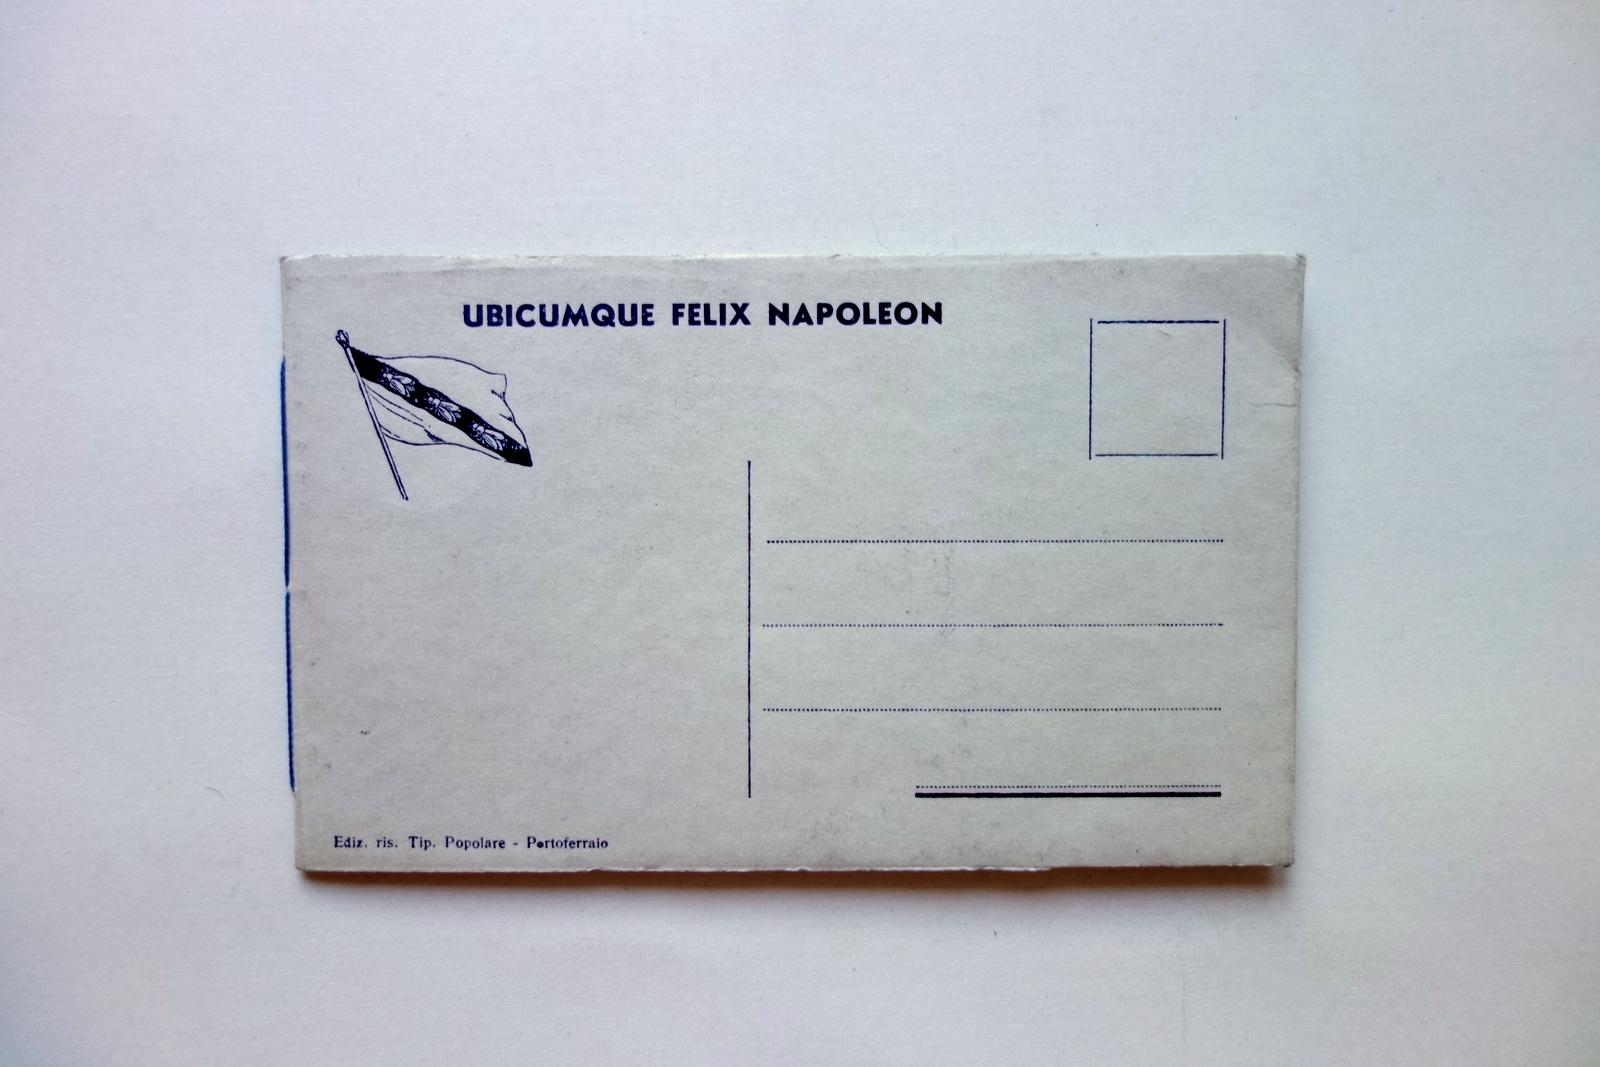 UBICUMQUE FELIX NAPOLEON
Ediz. ris. Tip. Popolare - Portoferraio